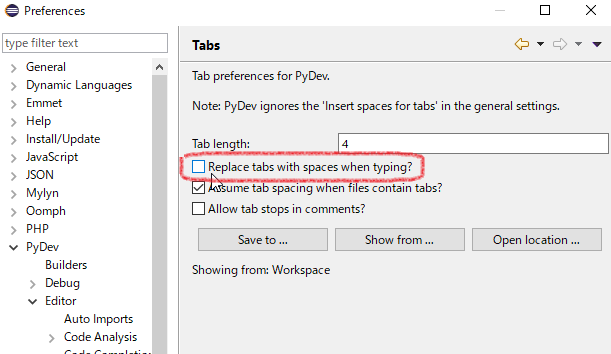 Preferences
type filter text
General
Dynamic Languages
Emmet
Help
Install/Update
JavaScript
JSON
Mylyn
Oomph
PHP
PyDev
Builders
Debug
Editor
Auto Imports
Code Analysis
Code Completion
Tabs
Tab preferences for PyDev.
Note: PyDev ignores the 'Insert spaces for tabs' in the general settings.
Tab length: 4
Replace tabs with spaces when typing?
Assume tab spacing when files contain tabs?
Allow tab stops in comments?
Save to ... Show from ... Open location ...
Showing from: Workspace